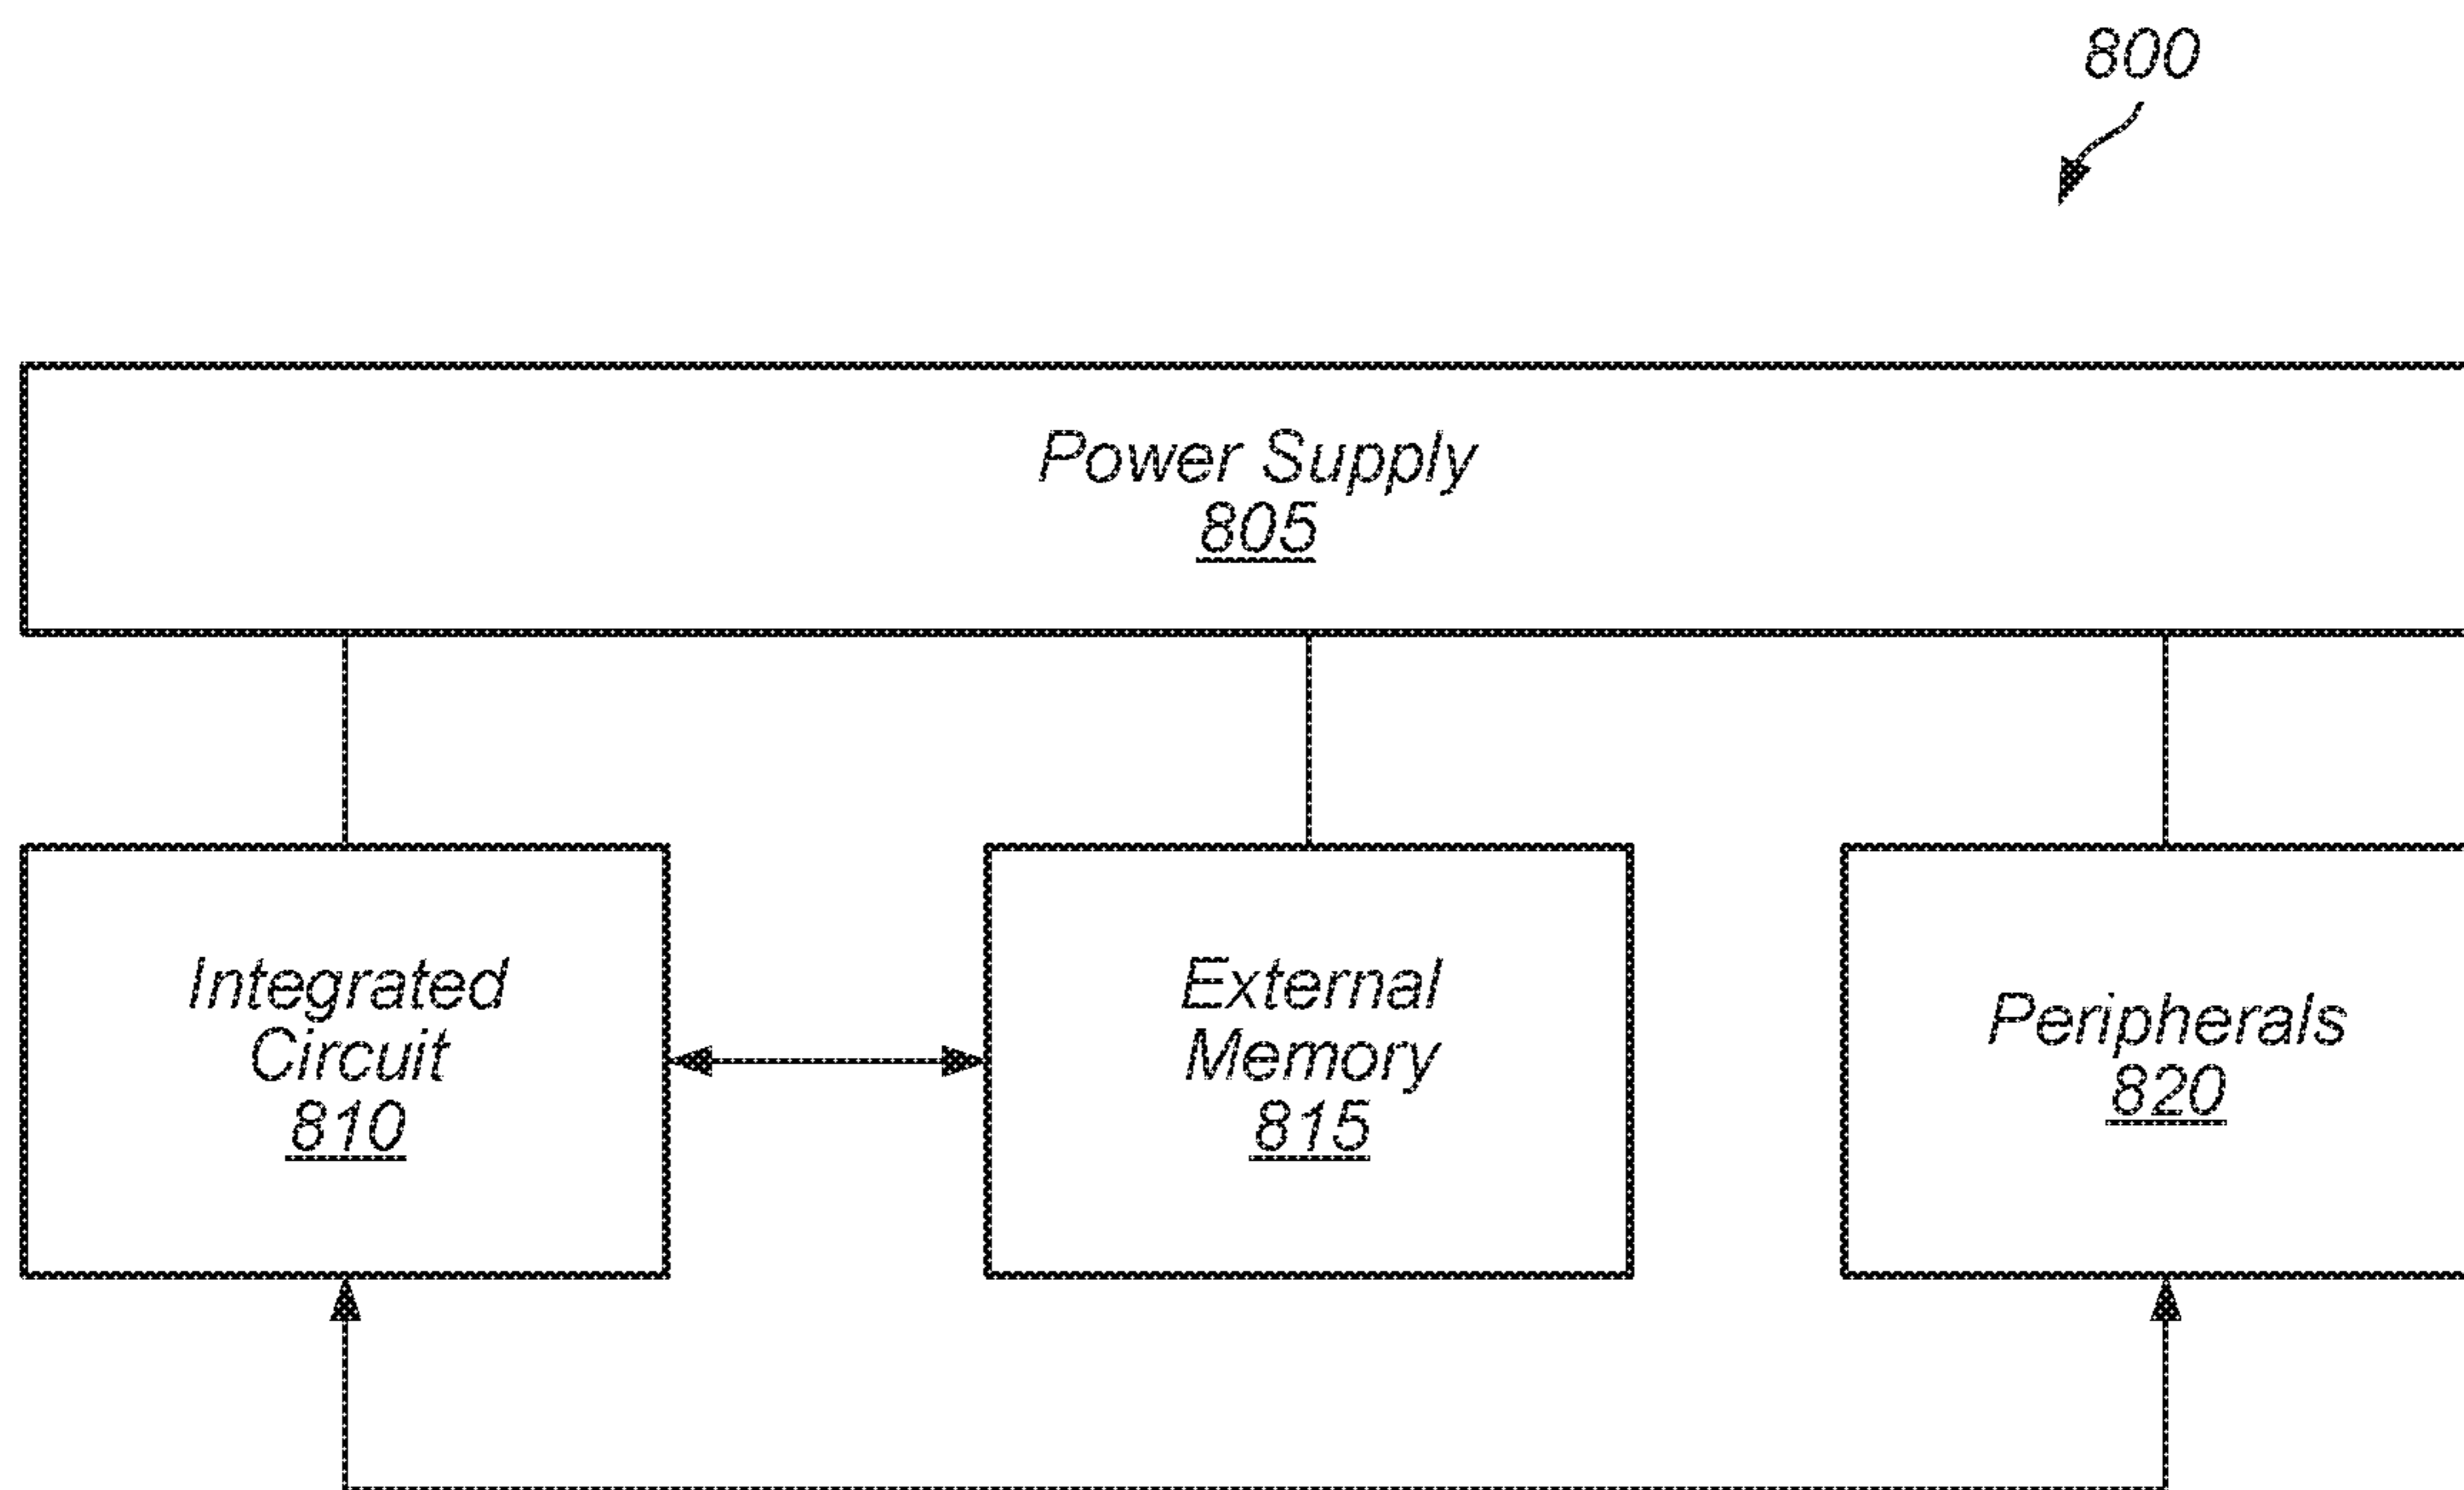 800
Power Supply
805
Integrated
Circuit
810
External
Memory
815
Peripherals
820